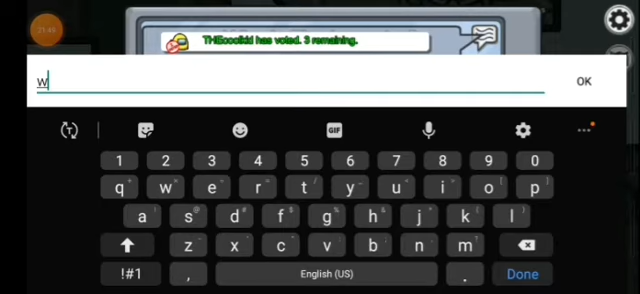 THEcoolkid has voted. 3 remaining.
w
OK
GIF
1 2 3 4 5 6 7 8 9 0
q w e r t y u i o p
a s d f g h j k l
z x c v b n m
!#1 , English (US) . Done